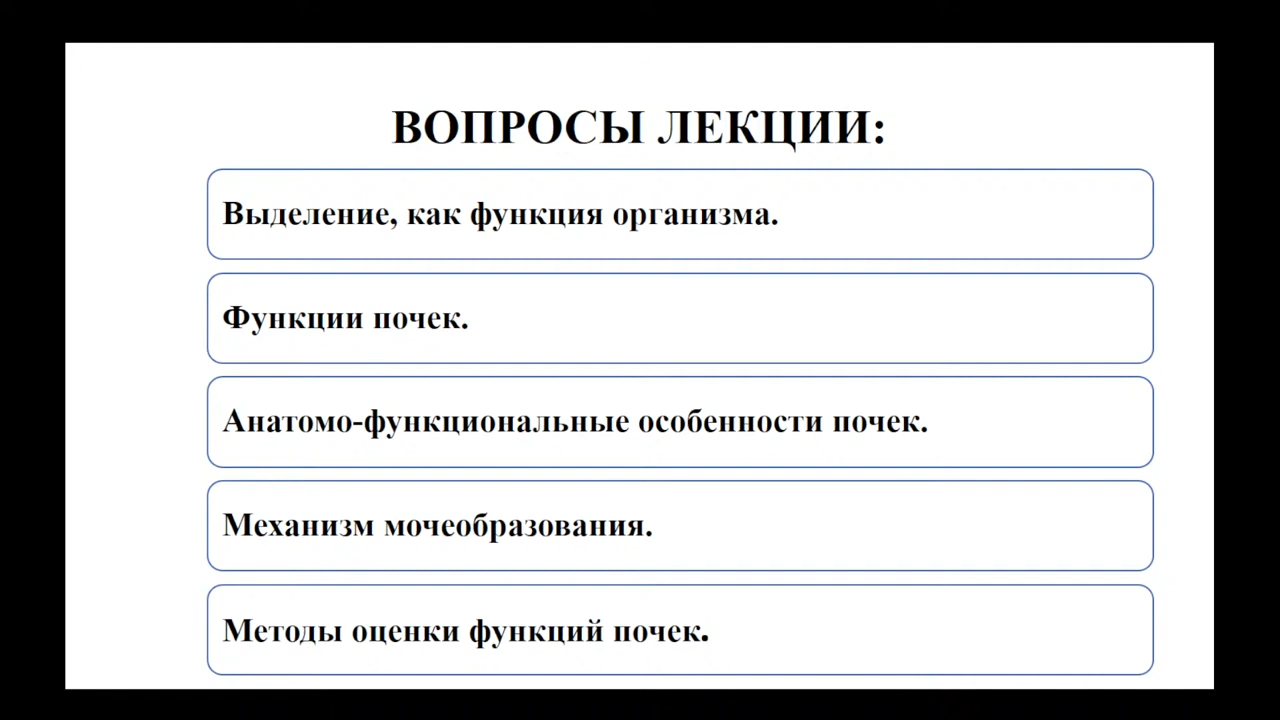 ВОПРОСЫ ЛЕКЦИИ:
Выделение, как функция организма.
Функции почек.
Анатомо-функциональные особенности почек.
Механизм мочеобразования.
Методы оценки функций почек.